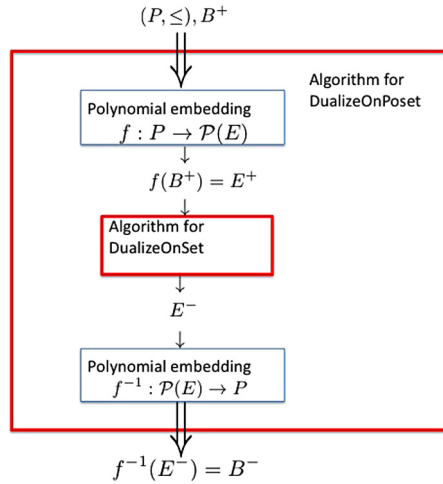 (P, ≤), B⁺
Algorithm for
DualizeOnPoset
Polynomial embedding
f : P → 𝒫(E)
↓
f(B⁺) = E⁺
↓
Algorithm for
DualizeOnSet
↓
E⁻
↓
Polynomial embedding
f⁻¹ : 𝒫(E) → P
f⁻¹(E⁻) = B⁻